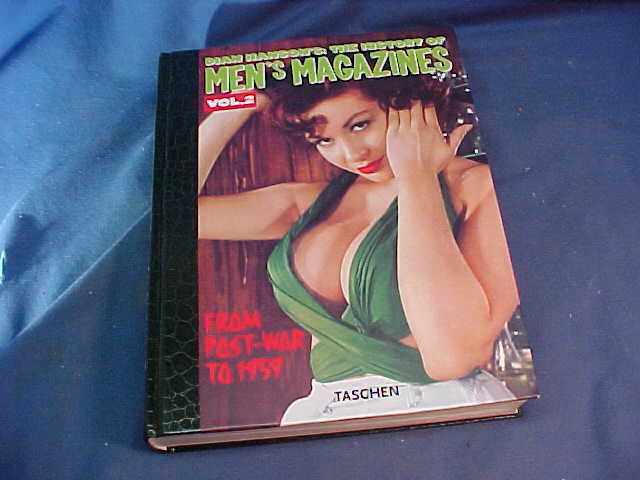 DIAN HANSON'S: THE HISTORY OF
MEN'S MAGAZINES
VOL.2
FROM
POST-WAR
TO 1959
TASCHEN